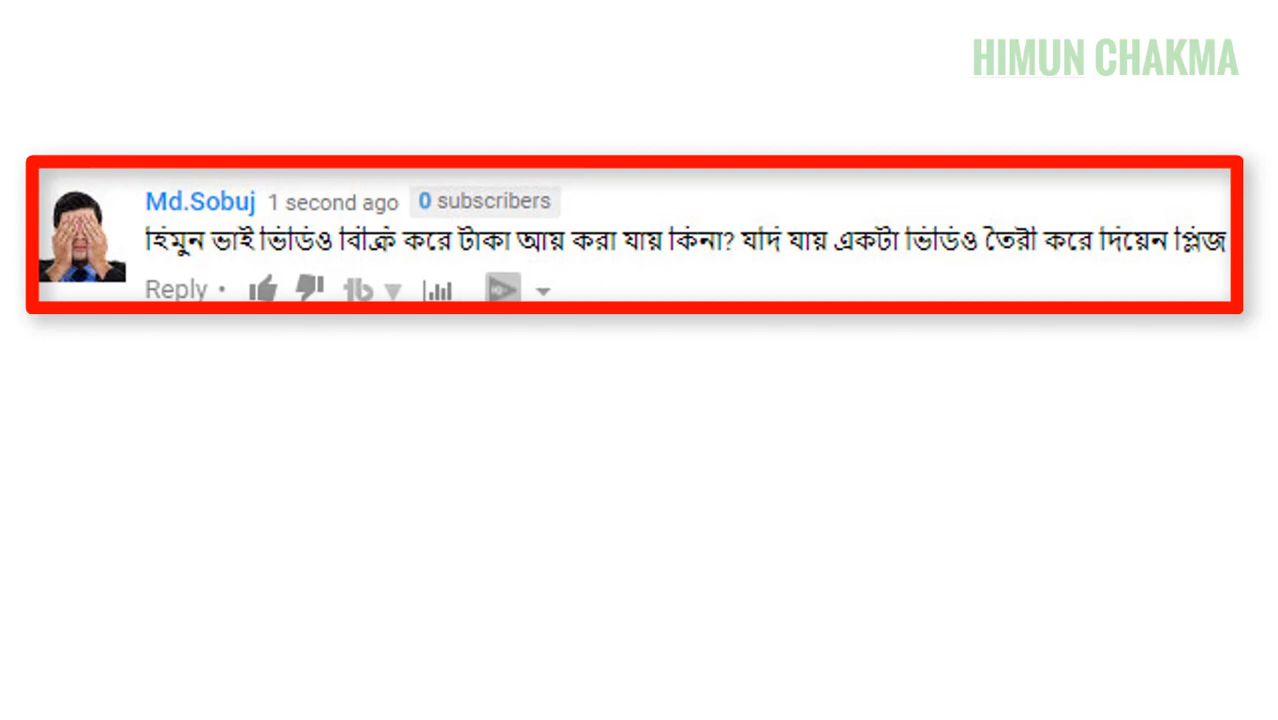 HIMUN CHAKMA
Md.Sobuj 1 second ago 0 subscribers
হিমুন ভাই ভিডিও বিক্রি করে টাকা আয় করা যায় কিনা? যদি যায় একটা ভিডিও তৈরী করে দিয়েন প্লিজ
Reply •